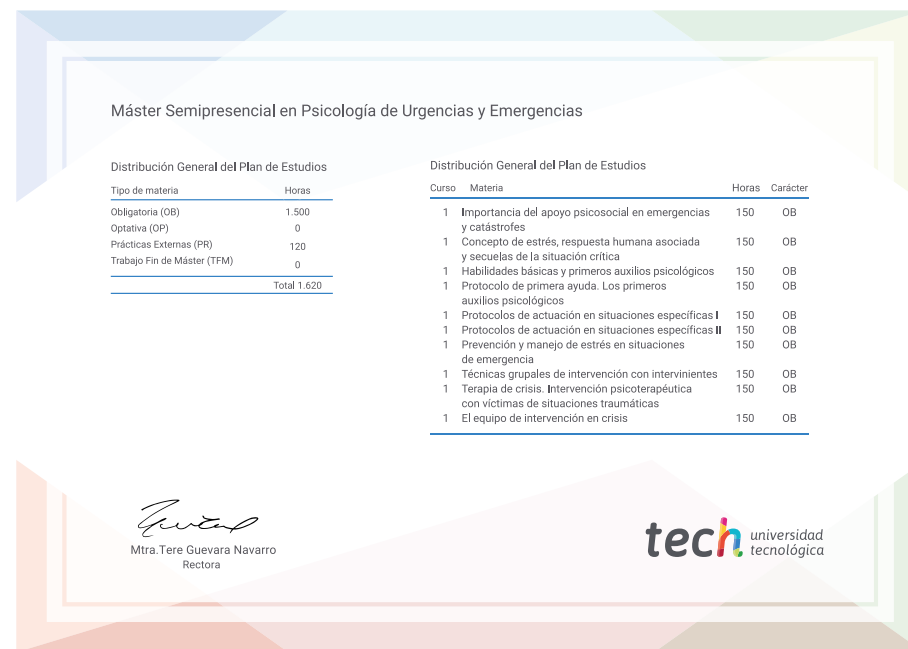 Máster Semipresencial en Psicología de Urgencias y Emergencias
Distribución General del Plan de Estudios
Tipo de materia Horas
Obligatoria (OB) 1.500
Optativa (OP) 0
Prácticas Externas (PR) 120
Trabajo Fin de Máster (TFM) 0
Total 1.620
Distribución General del Plan de Estudios
Curso Materia Horas Carácter
1 Importancia del apoyo psicosocial en emergencias 150 OB
y catástrofes
1 Concepto de estrés, respuesta humana asociada 150 OB
y secuelas de la situación crítica
1 Habilidades básicas y primeros auxilios psicológicos 150 OB
1 Protocolo de primera ayuda. Los primeros 150 OB
auxilios psicológicos
1 Protocolos de actuación en situaciones específicas I 150 OB
1 Protocolos de actuación en situaciones específicas II 150 OB
1 Prevención y manejo de estrés en situaciones 150 OB
de emergencia
1 Técnicas grupales de intervención con intervinientes 150 OB
1 Terapia de crisis. Intervención psicoterapéutica 150 OB
con víctimas de situaciones traumáticas
1 El equipo de intervención en crisis 150 OB
Mtra.Tere Guevara Navarro
Rectora
tech universidad
tecnológica